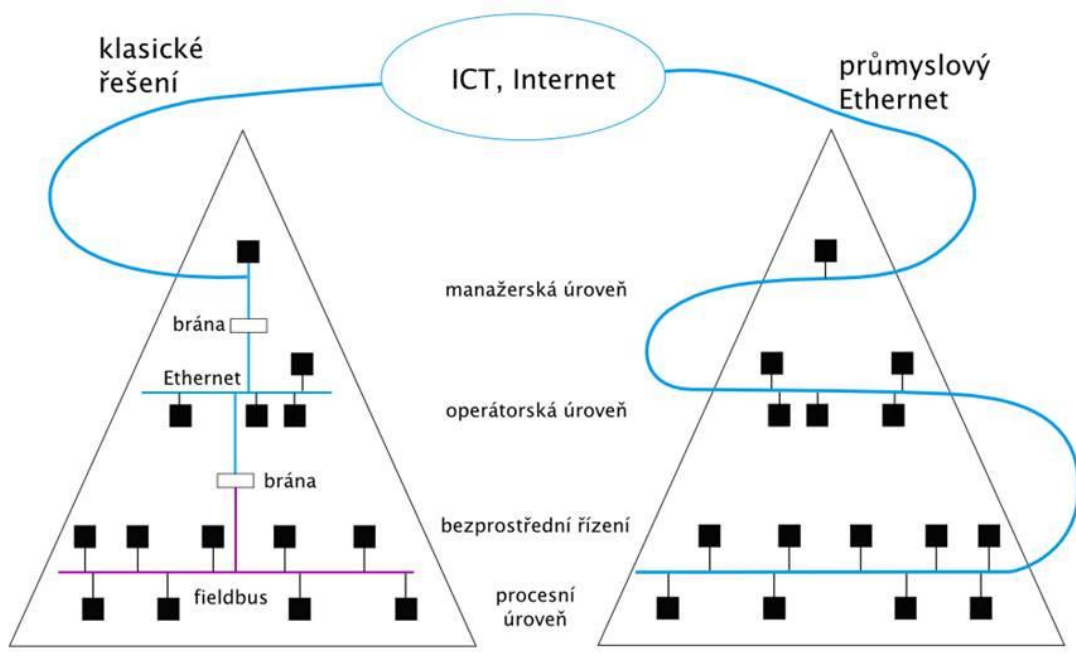 klasické
řešení
ICT, Internet
průmyslový
Ethernet
manažerská úroveň
brána
Ethernet
operátorská úroveň
brána
bezprostřední řízení
fieldbus
procesní
úroveň